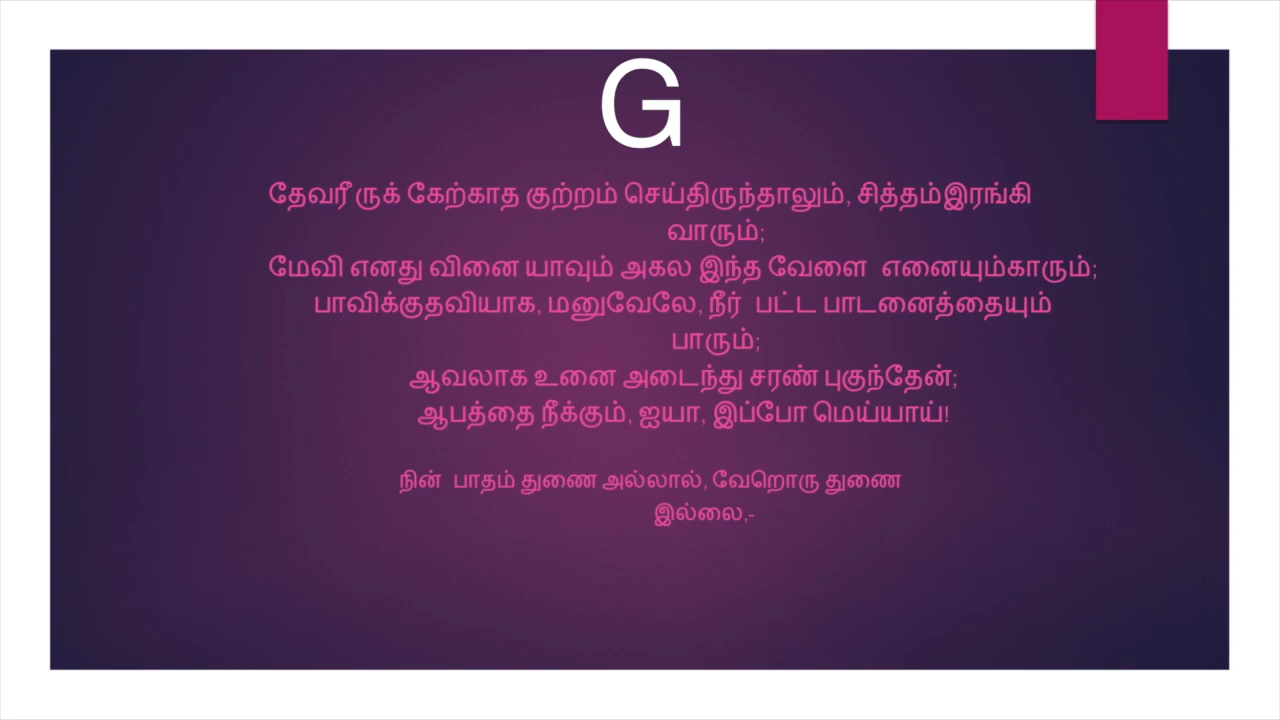 G
தேவரீருக் கேற்காத குற்றம் செய்திருந்தாலும், சித்தம்இரங்கி
வாரும்;
மேவி எனது வினை யாவும் அகல இந்த வேளை எனையும்காரும்;
பாவிக்குதவியாக, மனுவேலே, நீர் பட்ட பாடனைத்தையும்
பாரும்;
ஆவலாக உனை அடைந்து சரண் புகுந்தேன்;
ஆபத்தை நீக்கும், ஐயா, இப்போ மெய்யாய்!
நின் பாதம் துணை அல்லால், வேறொரு துணை
இல்லை,-